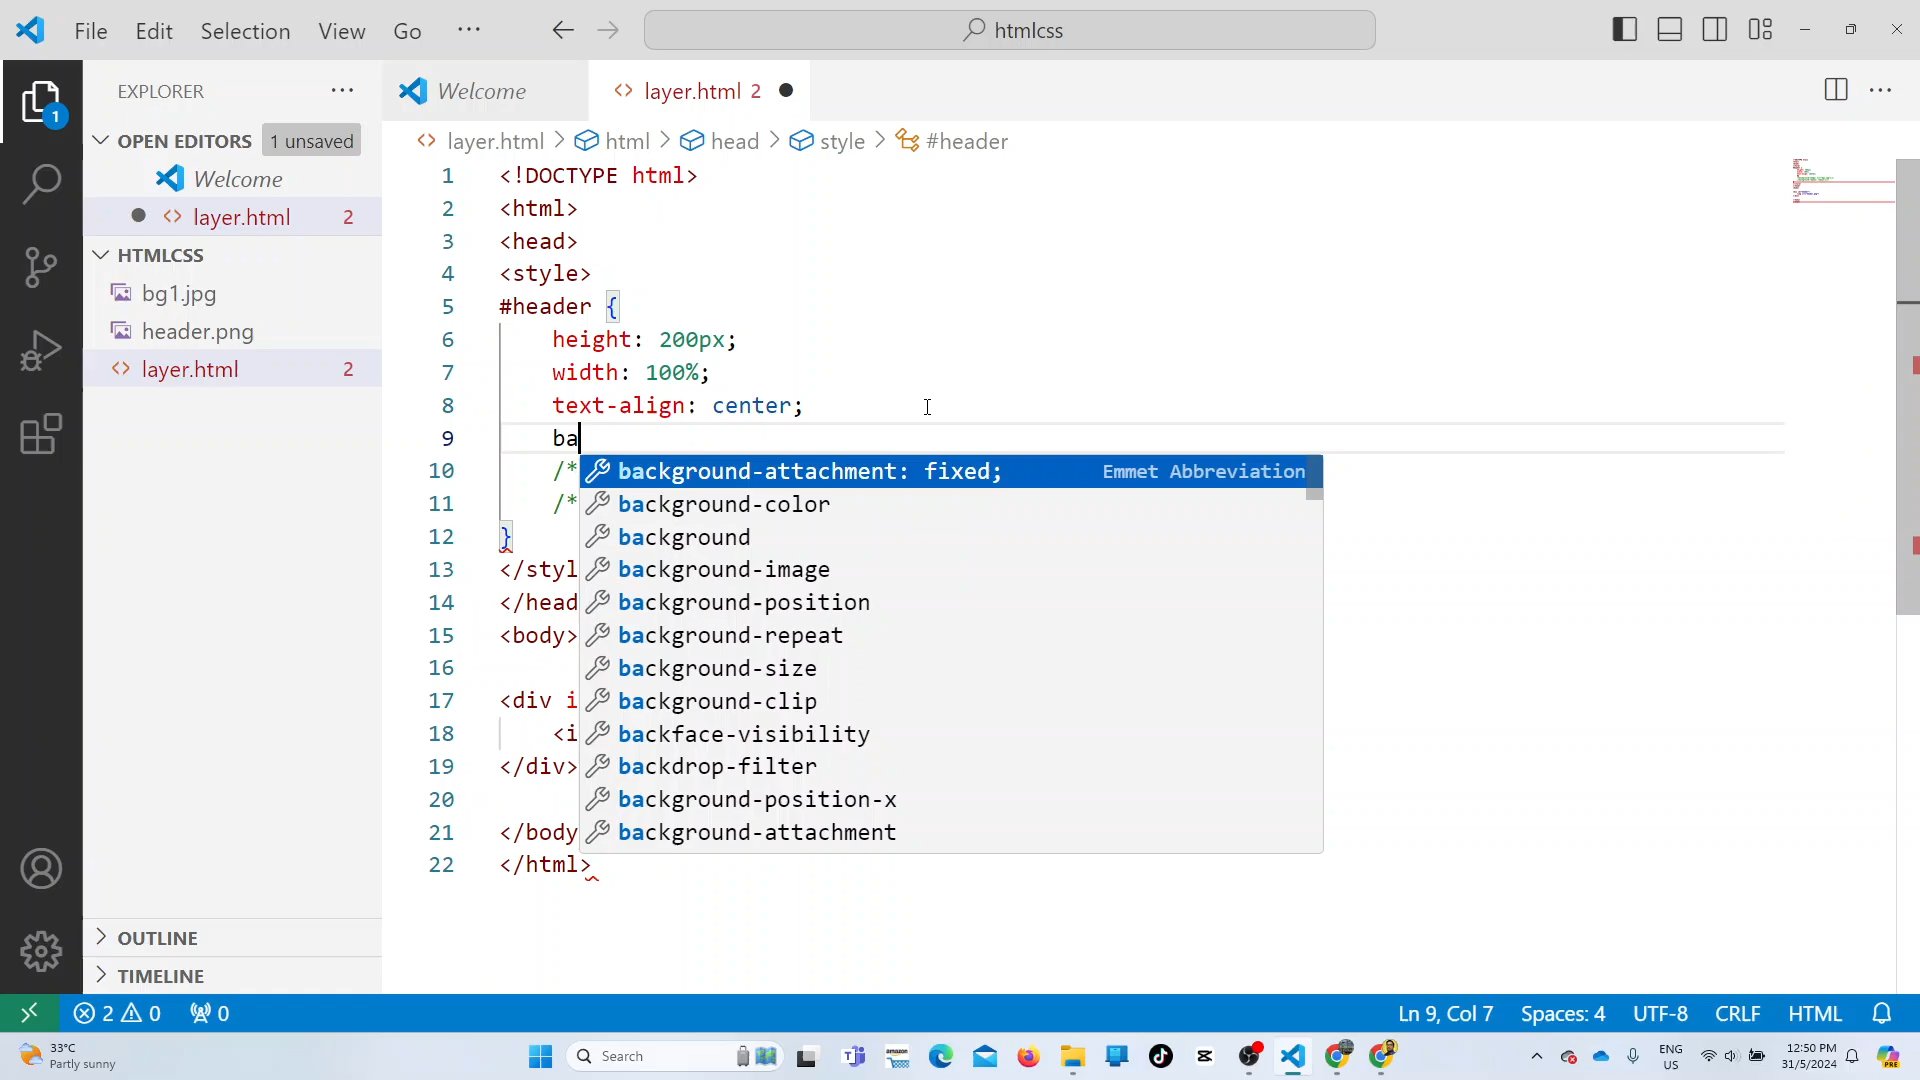 File Edit Selection View Go ··· htmlcss
EXPLORER ···
Welcome
layer.html 2
OPEN EDITORS 1 unsaved
Welcome
layer.html 2
HTMLCSS
bg1.jpg
header.png
layer.html 2
OUTLINE
TIMELINE
1
layer.html > html > head > style > #header
1 <!DOCTYPE html>
2 <html>
3 <head>
4 <style>
5 #header {
6 height: 200px;
7 width: 100%;
8 text-align: center;
9 ba
10 /*
11 /*
12 }
13 </styl
14 </head
15 <body>
16
17 <div i
18 <i
19 </div>
20
21 </body
22 </html>
background-attachment: fixed; Emmet Abbreviation
background-color
background
background-image
background-position
background-repeat
background-size
background-clip
backface-visibility
backdrop-filter
background-position-x
background-attachment
2 0 0 Ln 9, Col 7 Spaces: 4 UTF-8 CRLF HTML
33°C
Partly sunny
Search
amazon
ENG
US
12:50 PM
31/5/2024
PRE